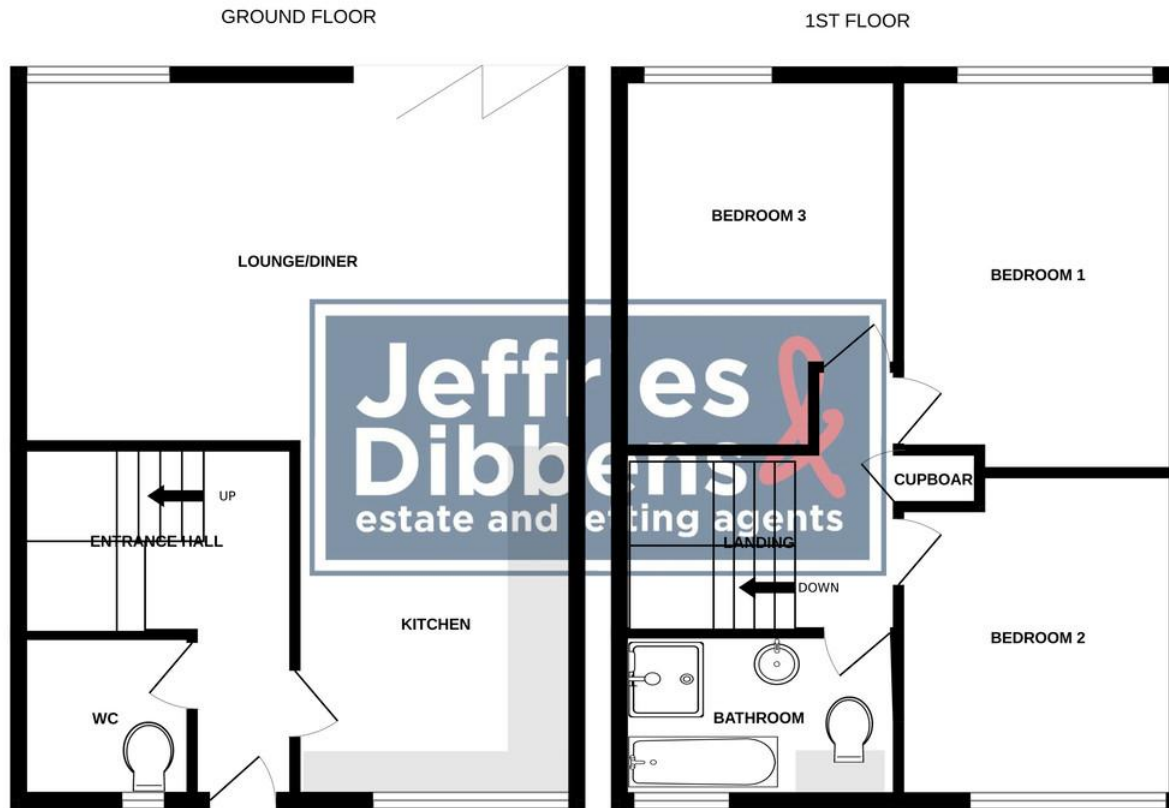 GROUND FLOOR
1ST FLOOR
BEDROOM 3
LOUNGE/DINER
BEDROOM 1
Jeffries
Dibbens &
estate and letting agents
CUPBOAR
UP
ENTRANCE HALL
LANDING
DOWN
KITCHEN
BEDROOM 2
WC
BATHROOM